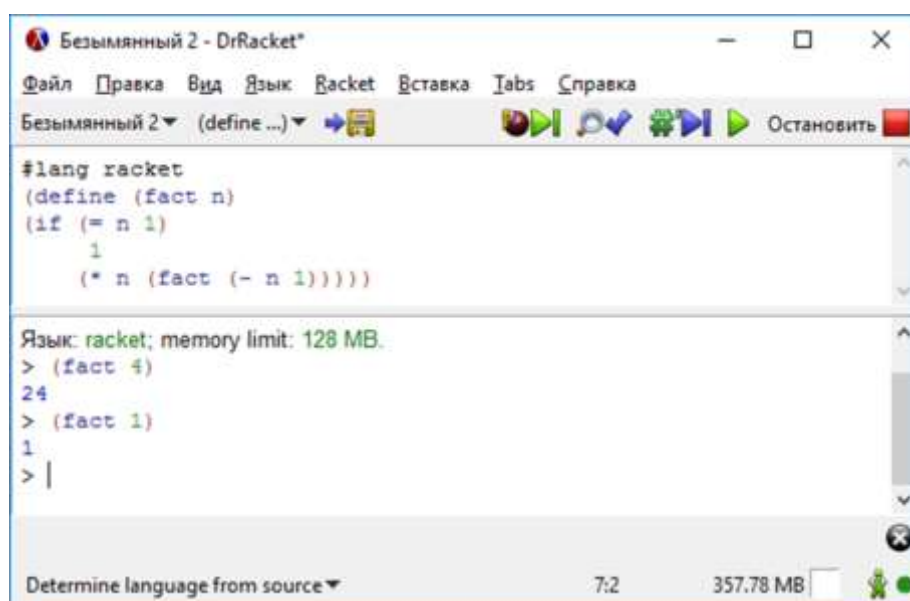 Безымянный 2 - DrRacket*
Файл Правка Вид Язык Racket Вставка Tabs Справка
Безымянный 2 (define ...) Остановить
#lang racket
(define (fact n)
(if (= n 1)
1
(* n (fact (- n 1)))))
Язык: racket; memory limit: 128 MB.
> (fact 4)
24
> (fact 1)
1
>
Determine language from source 7:2 357.78 MB